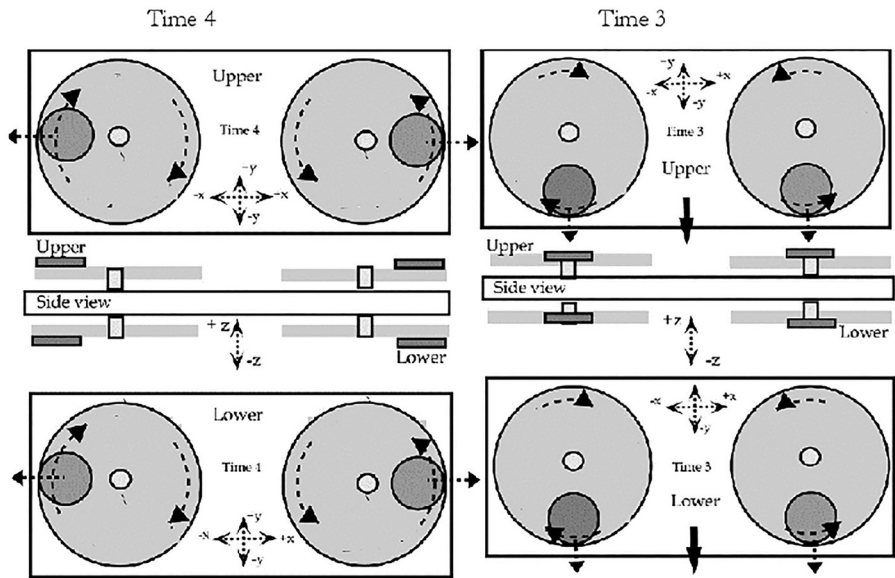 Time 4
Time 3
Upper
Time 4
-y
-x
+x
-y
-y
-x
+x
-y
Time 3
Upper
Upper
Side view
+z
-z
Lower
Upper
Side view
+z
-z
Lower
Lower
Time 4
-y
-x
+x
-y
-y
-x
+x
-y
Time 3
Lower